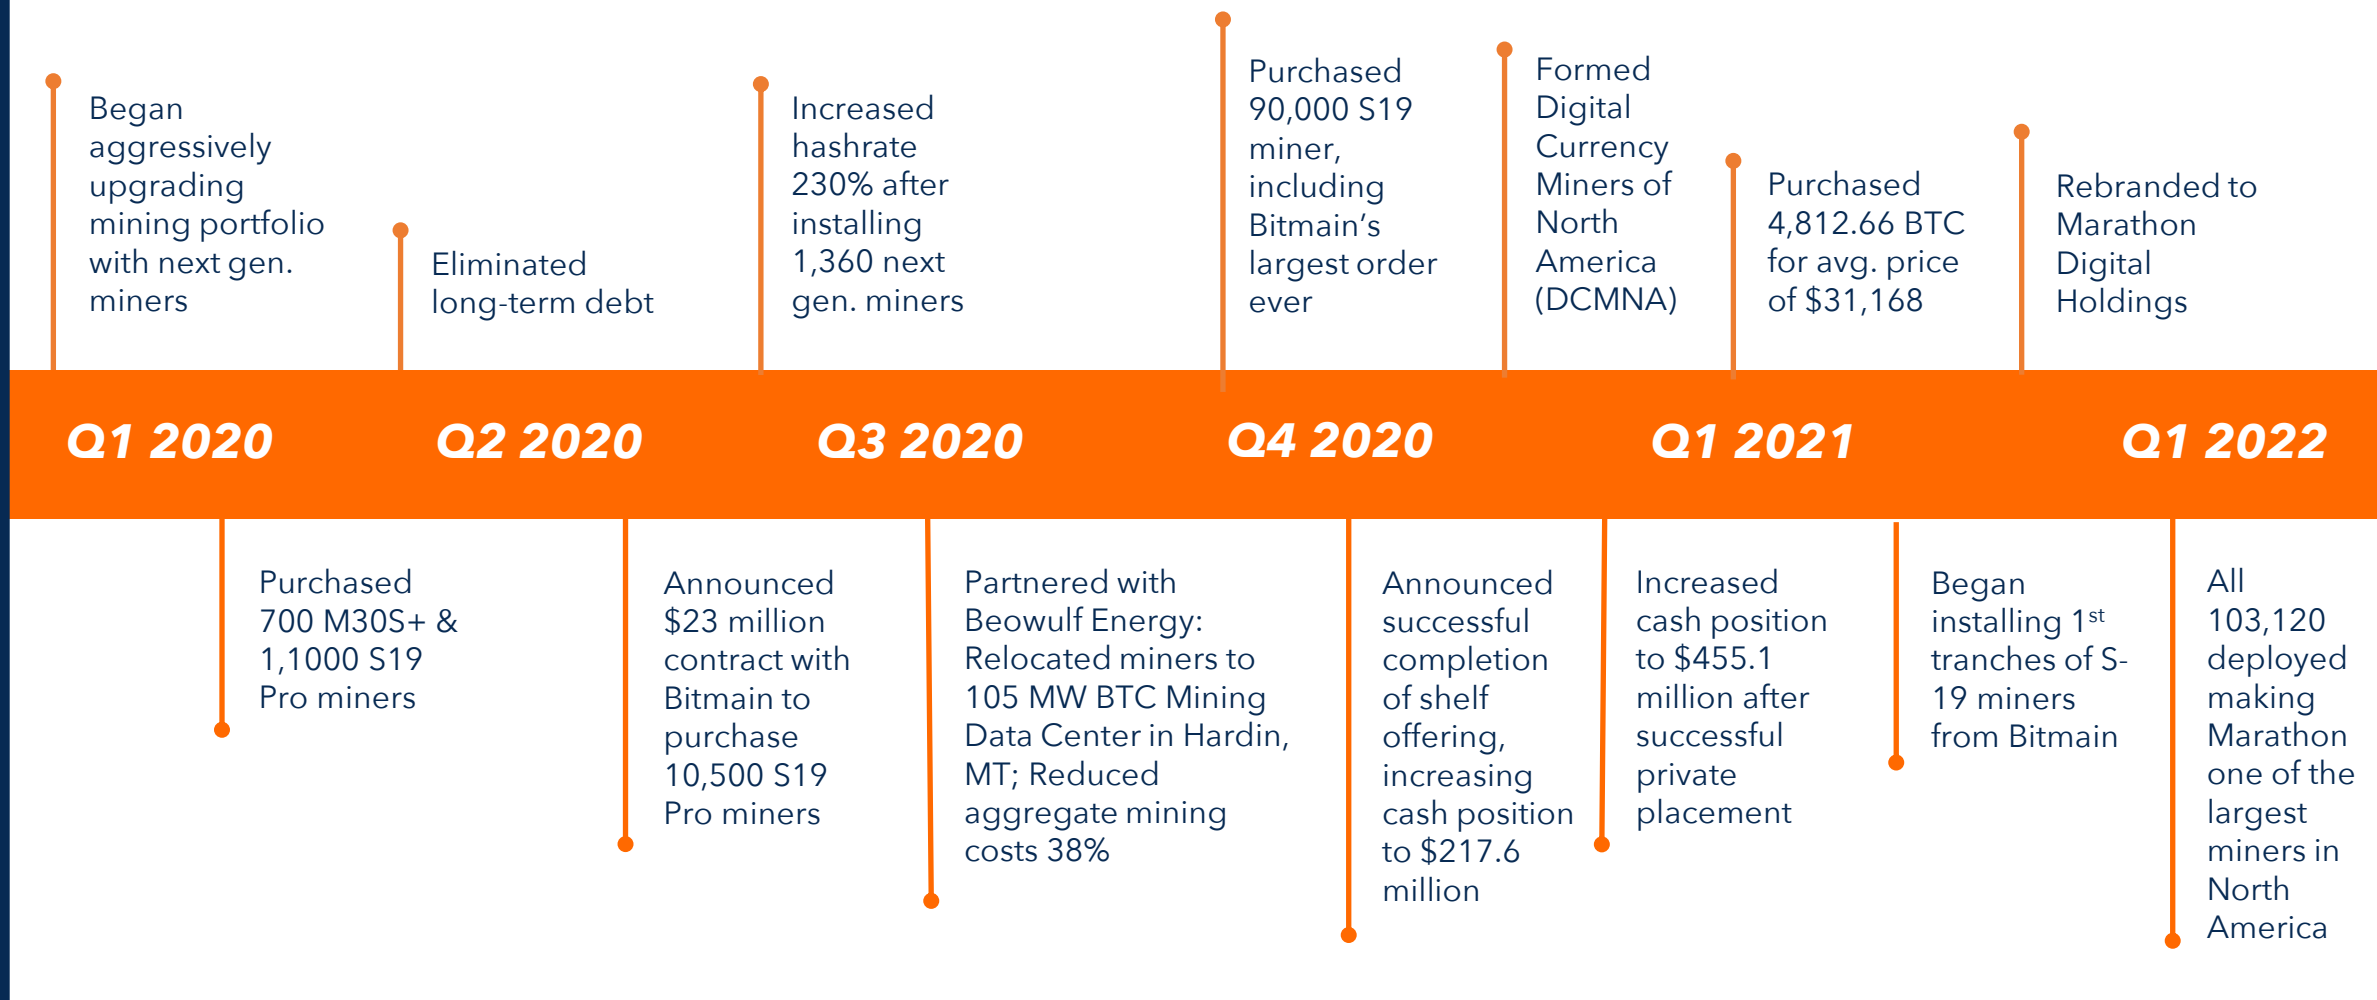 Began
aggressively
upgrading
mining portfolio
with next gen.
miners
Eliminated
long-term debt
Increased
hashrate
230% after
installing
1,360 next
gen. miners
Purchased
90,000 S19
miner,
including
Bitmain’s
largest order
ever
Formed
Digital
Currency
Miners of
North
America
(DCMNA)
Purchased
4,812.66 BTC
for avg. price
of $31,168
Rebranded to
Marathon
Digital
Holdings
Q1 2020
Q2 2020
Q3 2020
Q4 2020
Q1 2021
Q1 2022
Purchased
700 M30S+ &
1,1000 S19
Pro miners
Announced
$23 million
contract with
Bitmain to
purchase
10,500 S19
Pro miners
Partnered with
Beowulf Energy:
Relocated miners to
105 MW BTC Mining
Data Center in Hardin,
MT; Reduced
aggregate mining
costs 38%
Announced
successful
completion
of shelf
offering,
increasing
cash position
to $217.6
million
Increased
cash position
to $455.1
million after
successful
private
placement
Began
installing 1st
tranches of S-
19 miners
from Bitmain
All
103,120
deployed
making
Marathon
one of the
largest
miners in
North
America